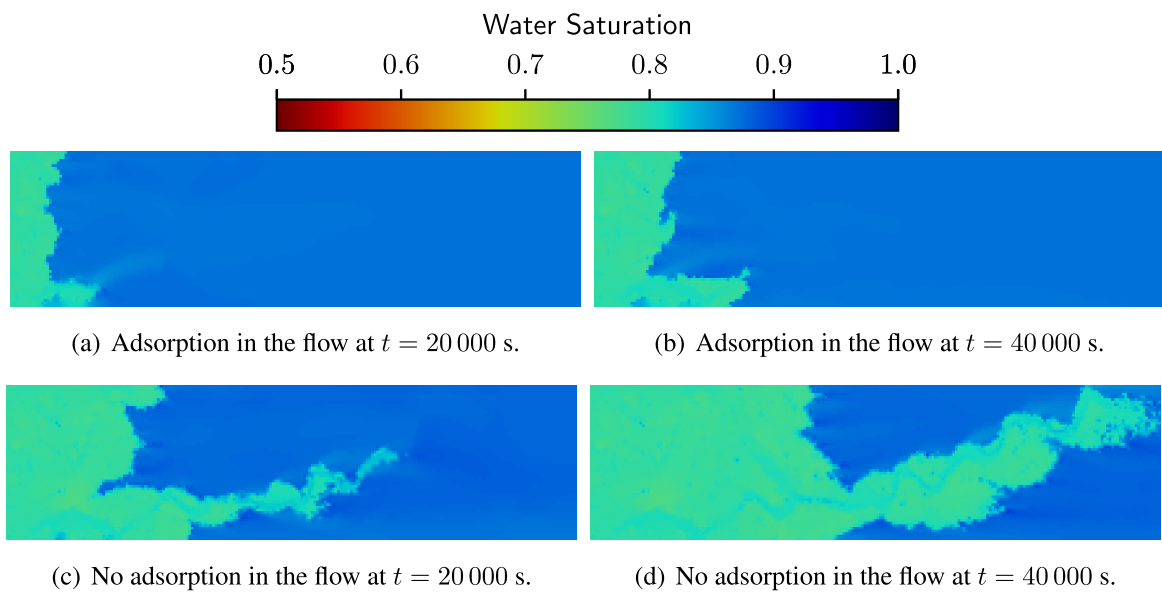 Water Saturation
0.5 0.6 0.7 0.8 0.9 1.0
(a) Adsorption in the flow at t = 20 000 s.
(b) Adsorption in the flow at t = 40 000 s.
(c) No adsorption in the flow at t = 20 000 s.
(d) No adsorption in the flow at t = 40 000 s.